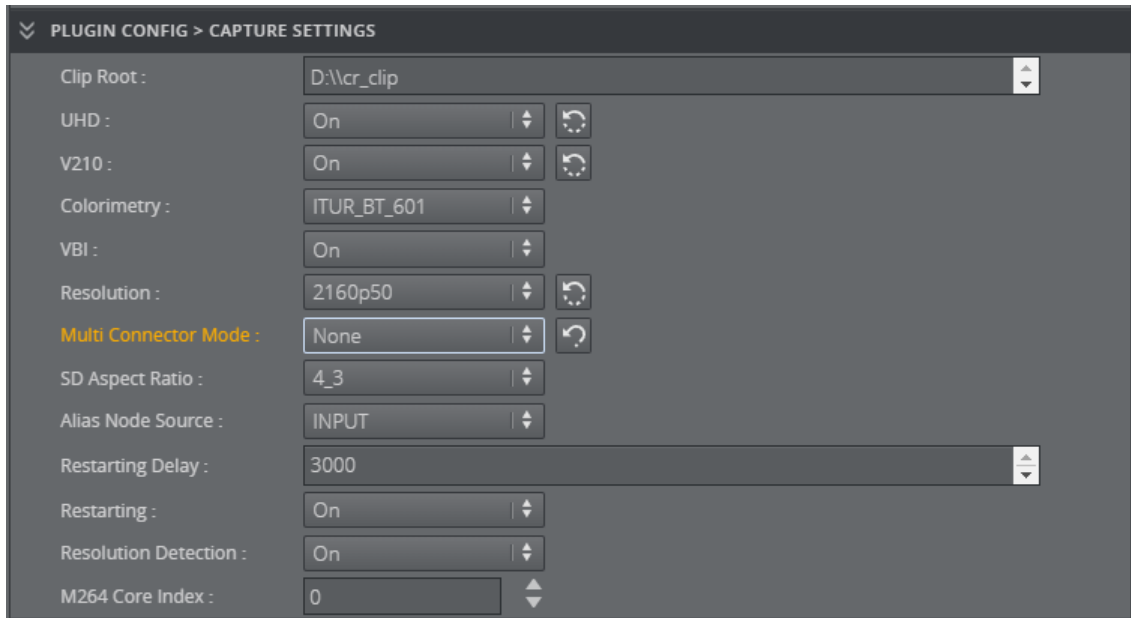 PLUGIN CONFIG > CAPTURE SETTINGS
Clip Root : D:\\cr_clip
UHD : On
V210 : On
Colorimetry : ITUR_BT_601
VBI : On
Resolution : 2160p50
Multi Connector Mode : None
SD Aspect Ratio : 4_3
Alias Node Source : INPUT
Restarting Delay : 3000
Restarting : On
Resolution Detection : On
M264 Core Index : 0